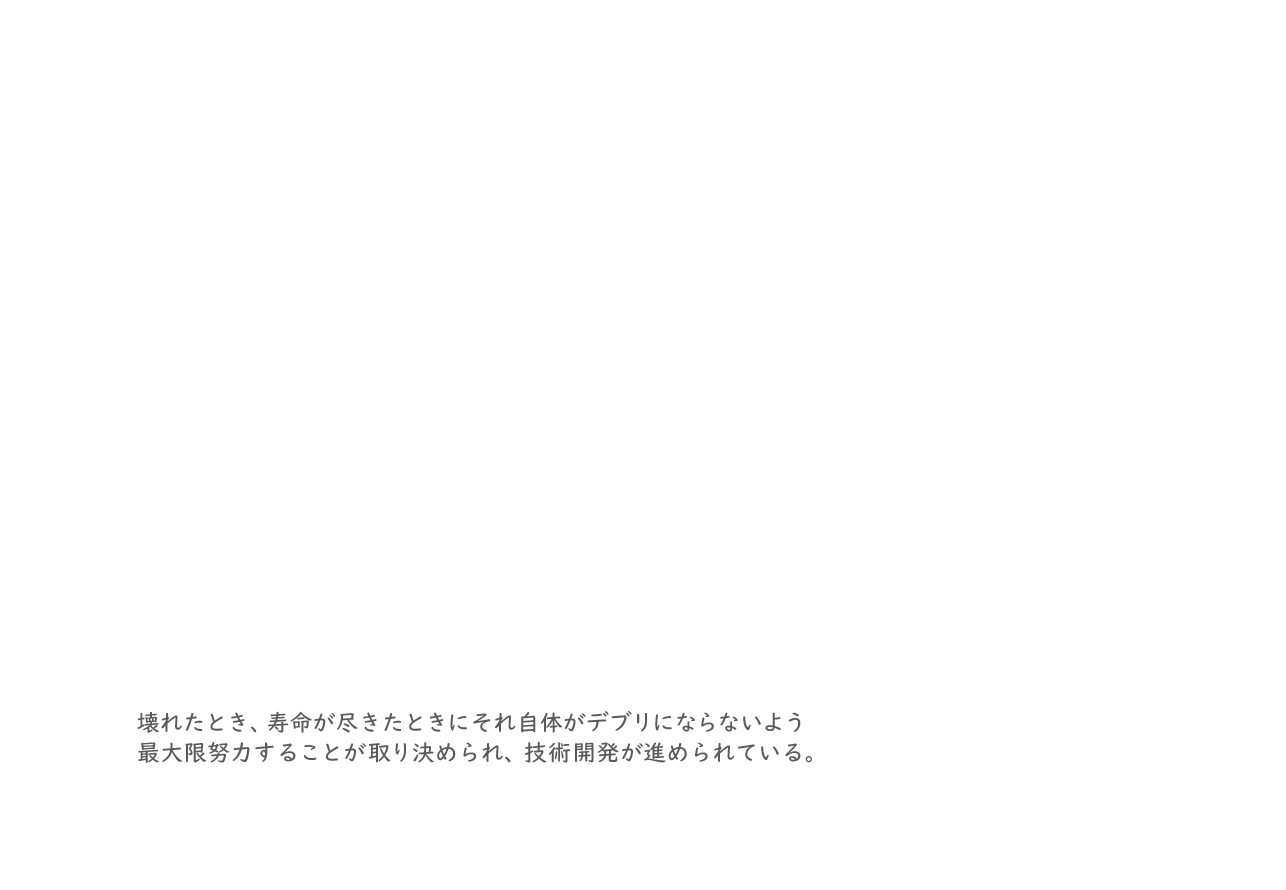 壊れたとき、寿命が尽きたときにそれ自体がデブリにならないよう
最大限努力することが取り決められ、技術開発が進められている。